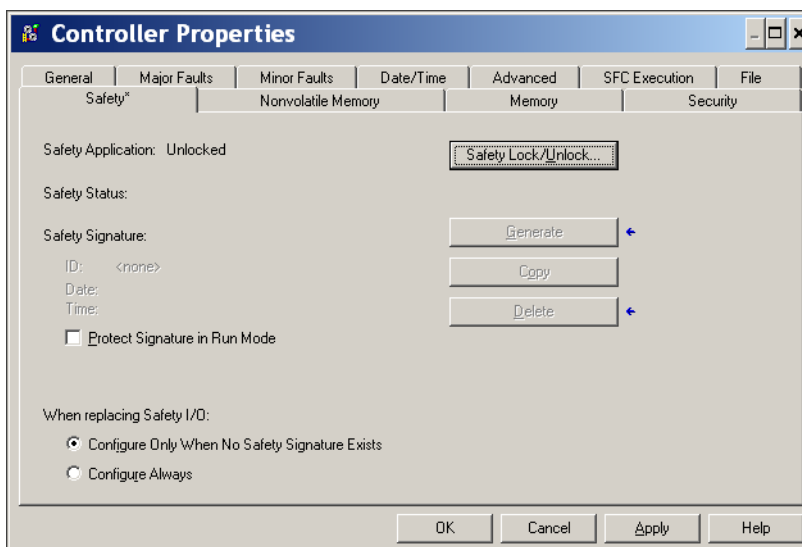 Controller Properties
General Major Faults Minor Faults Date/Time Advanced SFC Execution File
Safety* Nonvolatile Memory Memory Security
Safety Application: Unlocked Safety Lock/Unlock...
Safety Status:
Safety Signature: Generate
ID: <none> Copy
Date:
Time: Delete
Protect Signature in Run Mode
When replacing Safety I/O:
Configure Only When No Safety Signature Exists
Configure Always
OK Cancel Apply Help